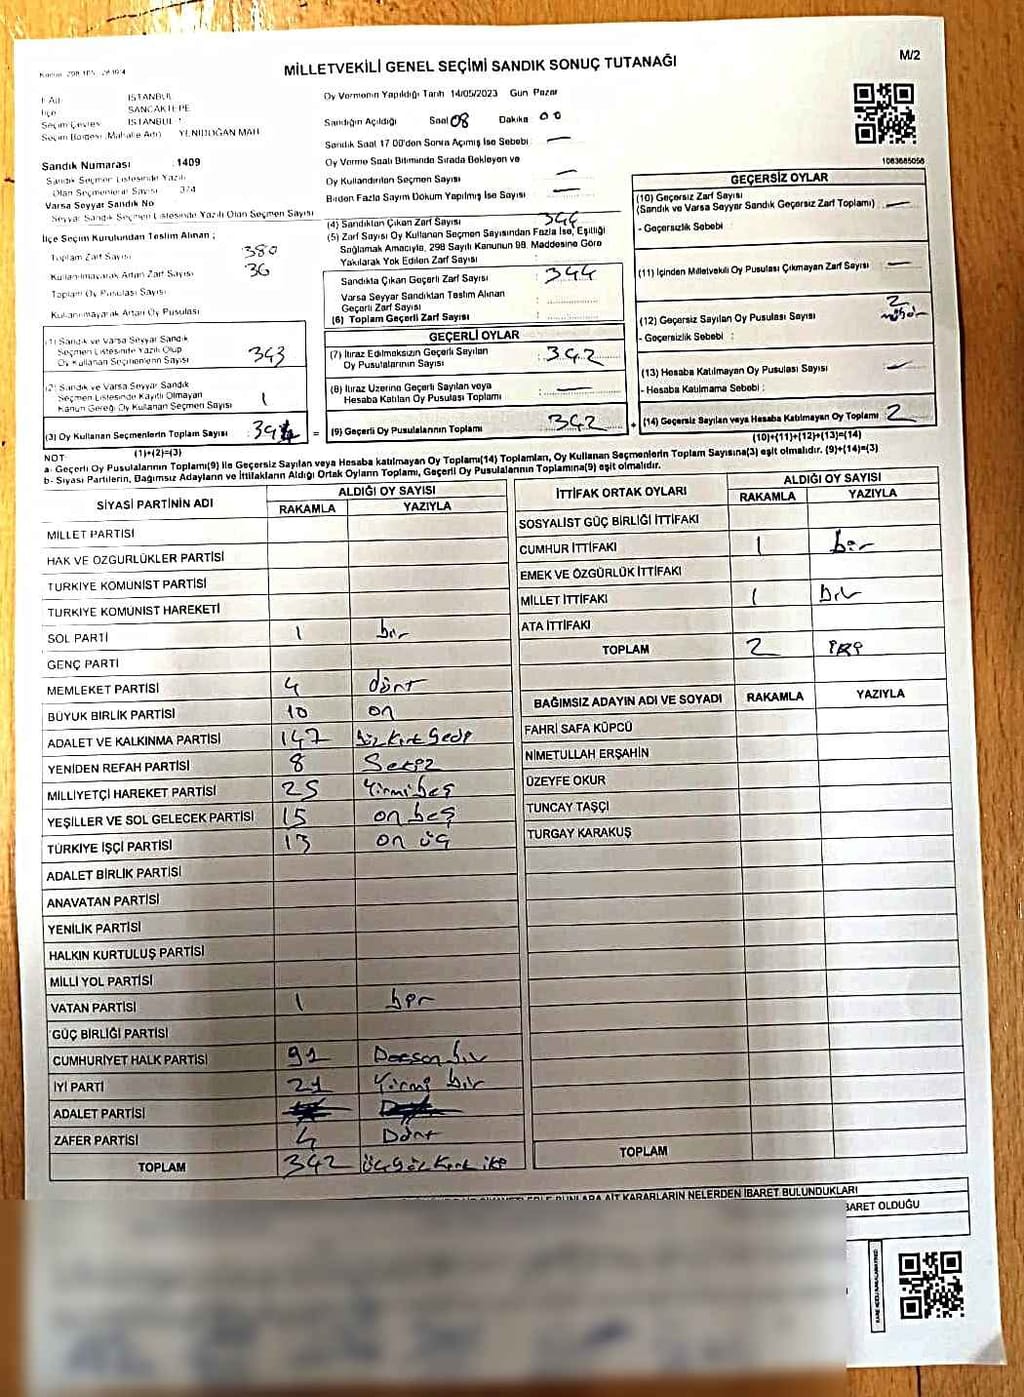 M/2
MİLLETVEKİLİ GENEL SEÇİMİ SANDIK SONUÇ TUTANAĞI
İSTANBUL
SANCAKTEPE
İSTANBUL 1
YENİDOĞAN MAH
Sandık Numarası : 1409
Sandık Seçmen Listesinde Yazılı
Olan Seçmenlerin Sayısı 374
Varsa Seyyar Sandık No
Seyyar Sandık Seçmen Listesinde Yazılı Olan Seçmen Sayısı
Oy Vermenin Yapıldığı Tarih 14/05/2023 Gün Pazar
Sandığın Açıldığı Saat 08 Dakika 00
Sandık Saat 17 00'den Sonra Açılmış İse Sebebi —
Oy Verme Saati Bitiminde Sırada Bekleyen ve
Oy Kullandırılan Seçmen Sayısı —
Birden Fazla Sayım Döküm Yapılmış İse Sayısı —
1083685056
İlçe Seçim Kurulundan Teslim Alınan ;
Toplam Zarf Sayısı 380
Kullanılmayarak Artan Zarf Sayısı 36
Toplam Oy Pusulası Sayısı
Kullanılmayarak Artan Oy Pusulası
(1) Sandık ve Varsa Seyyar Sandık
Seçmen Listesinde Yazılı Olup
Oy Kullanan Seçmenlerin Sayısı 343
(2) Sandık ve Varsa Seyyar Sandık
Seçmen Listesinde Kayıtlı Olmayan
Kanun Gereği Oy Kullanan Seçmen Sayısı 1
(3) Oy Kullanan Seçmenlerin Toplam Sayısı 344 =
(1)+(2)=(3)
(4) Sandıktan Çıkan Zarf Sayısı 344
(5) Zarf Sayısı Oy Kullanan Seçmen Sayısından Fazla İse, Eşitliği
Sağlamak Amacıyla, 298 Sayılı Kanunun 98. Maddesine Göre
Yakılarak Yok Edilen Zarf Sayısı :
Sandıkta Çıkan Geçerli Zarf Sayısı : 344
Varsa Seyyar Sandıktan Teslim Alınan
Geçerli Zarf Sayısı :
(6) Toplam Geçerli Zarf Sayısı :
GEÇERLİ OYLAR
(7) İtiraz Edilmeksizin Geçerli Sayılan
Oy Pusulalarının Sayısı : 342
(8) İtiraz Üzerine Geçerli Sayılan veya
Hesaba Katılan Oy Pusulası Toplamı : —
(9) Geçerli Oy Pusulalarının Toplamı : 342 +
GEÇERSİZ OYLAR
(10) Geçersiz Zarf Sayısı
(Sandık ve Varsa Seyyar Sandık Geçersiz Zarf Toplamı) : —
- Geçersizlik Sebebi :
(11) İçinden Milletvekili Oy Pusulası Çıkmayan Zarf Sayısı : —
(12) Geçersiz Sayılan Oy Pusulası Sayısı : 2
- Geçersizlik Sebebi :
(13) Hesaba Katılmayan Oy Pusulası Sayısı : —
- Hesaba Katılmama Sebebi :
(14) Geçersiz Sayılan veya Hesaba Katılmayan Oy Toplamı : 2
(10)+(11)+(12)+(13)=(14)
NOT
a- Geçerli Oy Pusulalarının Toplamı(9) ile Geçersiz Sayılan veya Hesaba katılmayan Oy Toplamı(14) Toplamları, Oy Kullanan Seçmenlerin Toplam Sayısına(3) eşit olmalıdır. (9)+(14)=(3)
b- Siyasi Partilerin, Bağımsız Adayların ve İttifakların Aldığı Ortak Oyların Toplamı, Geçerli Oy Pusulalarının Toplamına(9) eşit olmalıdır.
SİYASİ PARTİNİN ADI ALDIĞI OY SAYISI
RAKAMLA YAZIYLA
MİLLET PARTİSİ
HAK VE ÖZGÜRLÜKLER PARTİSİ
TÜRKİYE KOMÜNİST PARTİSİ
TÜRKİYE KOMÜNİST HAREKETİ
SOL PARTİ 1 bir
GENÇ PARTİ
MEMLEKET PARTİSİ 4 dört
BÜYÜK BİRLİK PARTİSİ 10 on
ADALET VE KALKINMA PARTİSİ 147 yüz kırk yedi
YENİDEN REFAH PARTİSİ 8 Sekiz
MİLLİYETÇİ HAREKET PARTİSİ 25 Yirmi beş
YEŞİLLER VE SOL GELECEK PARTİSİ 15 on beş
TÜRKİYE İŞÇİ PARTİSİ 13 on üç
ADALET BİRLİK PARTİSİ
ANAVATAN PARTİSİ
YENİLİK PARTİSİ
HALKIN KURTULUŞ PARTİSİ
MİLLİ YOL PARTİSİ
VATAN PARTİSİ 1 bir
GÜÇ BİRLİĞİ PARTİSİ
CUMHURİYET HALK PARTİSİ 91 Doksan bir
İYİ PARTİ 21 Yirmi bir
ADALET PARTİSİ
ZAFER PARTİSİ 4 Dört
TOPLAM 342 üç yüz kırk iki
İTTİFAK ORTAK OYLARI ALDIĞI OY SAYISI
RAKAMLA YAZIYLA
SOSYALİST GÜÇ BİRLİĞİ İTTİFAKI
CUMHUR İTTİFAKI 1 bir
EMEK VE ÖZGÜRLÜK İTTİFAKI
MİLLET İTTİFAKI 1 bir
ATA İTTİFAKI
TOPLAM 2 iki
BAĞIMSIZ ADAYIN ADI VE SOYADI RAKAMLA YAZIYLA
FAHRİ SAFA KÜPCÜ
NİMETULLAH ERŞAHİN
ÜZEYFE OKUR
TUNCAY TAŞÇİ
TURGAY KARAKUŞ
TOPLAM
BUNLARA AİT KARARLARIN NELERDEN İBARET BULUNDUKLARI
İBARET OLDUĞU